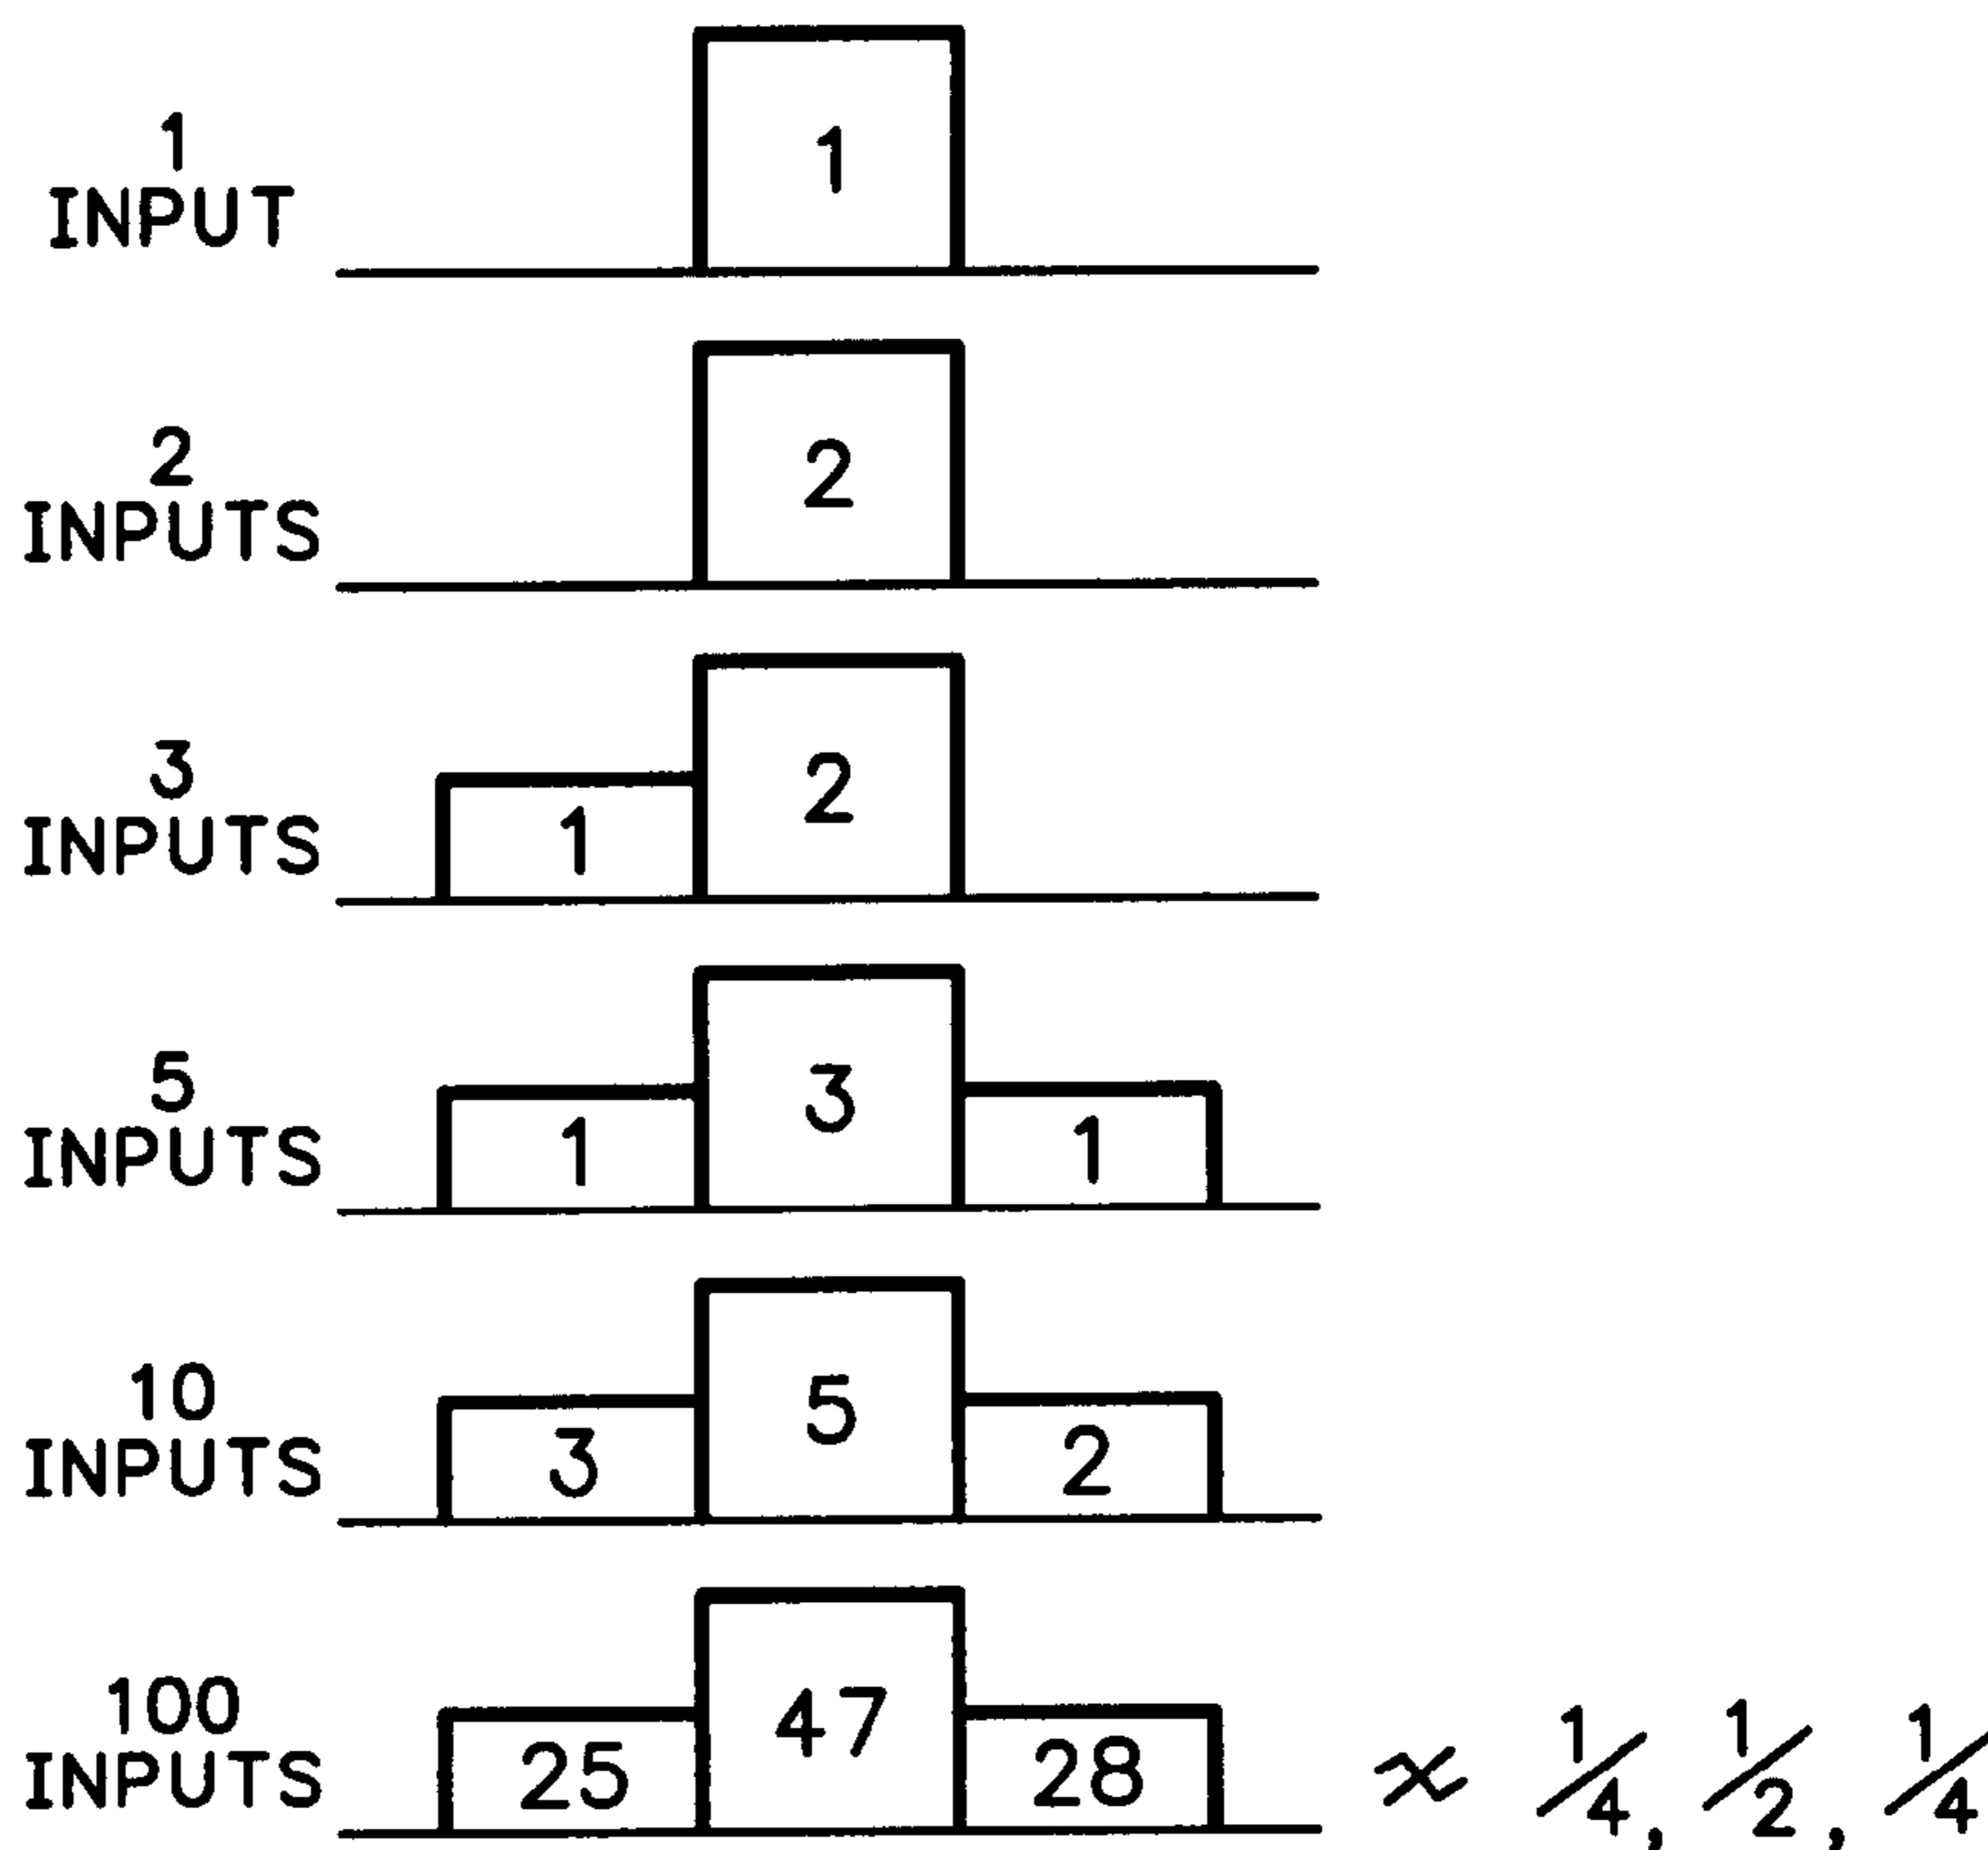 1
INPUT
1
2
INPUTS
2
3
INPUTS
1 2
5
INPUTS
1 3 1
10
INPUTS
3 5 2
100
INPUTS
25 47 28 ≈ 1/4, 1/2, 1/4